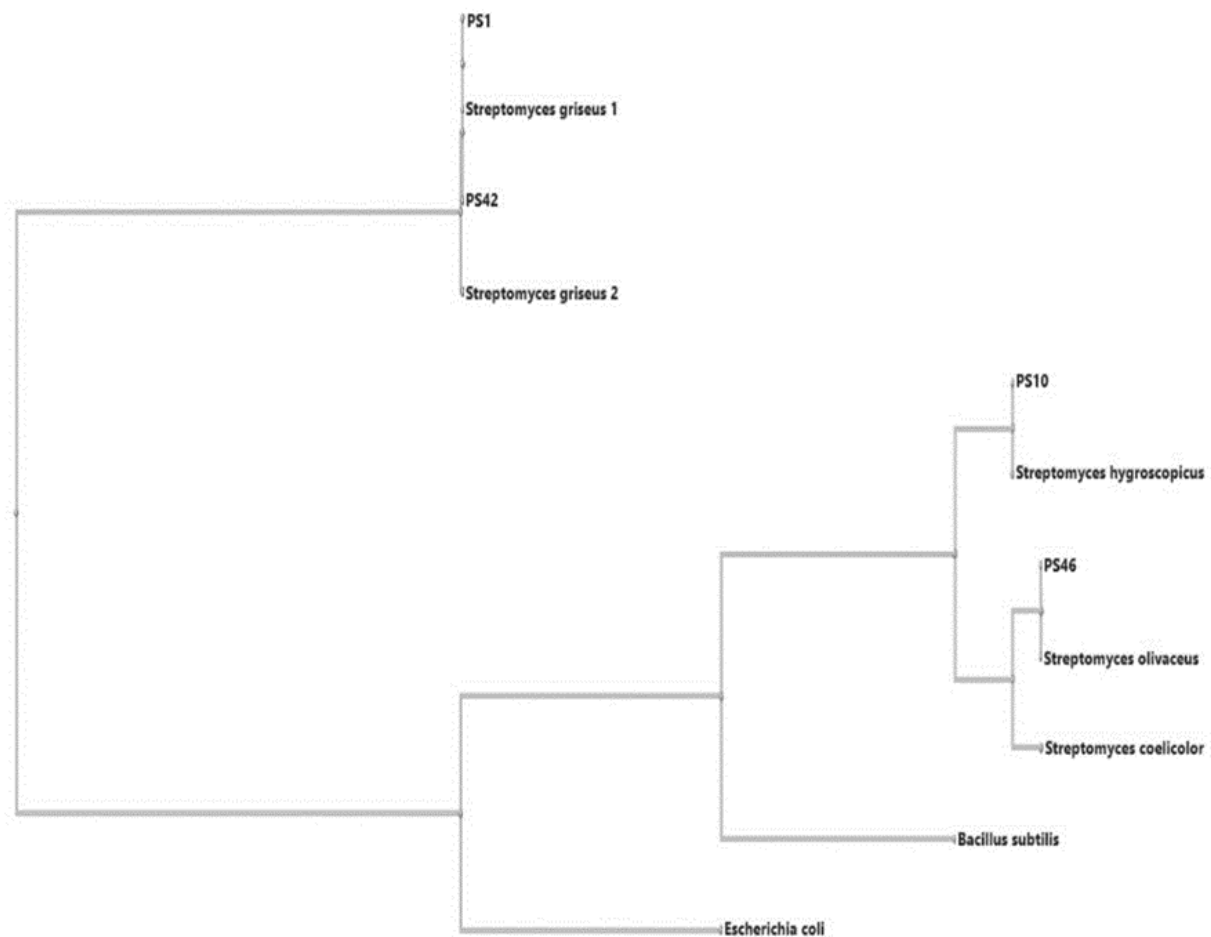 PS1
Streptomyces griseus 1
PS42
Streptomyces griseus 2
PS10
Streptomyces hygroscopicus
PS46
Streptomyces olivaceus
Streptomyces coelicolor
Bacillus subtilis
Escherichia coli